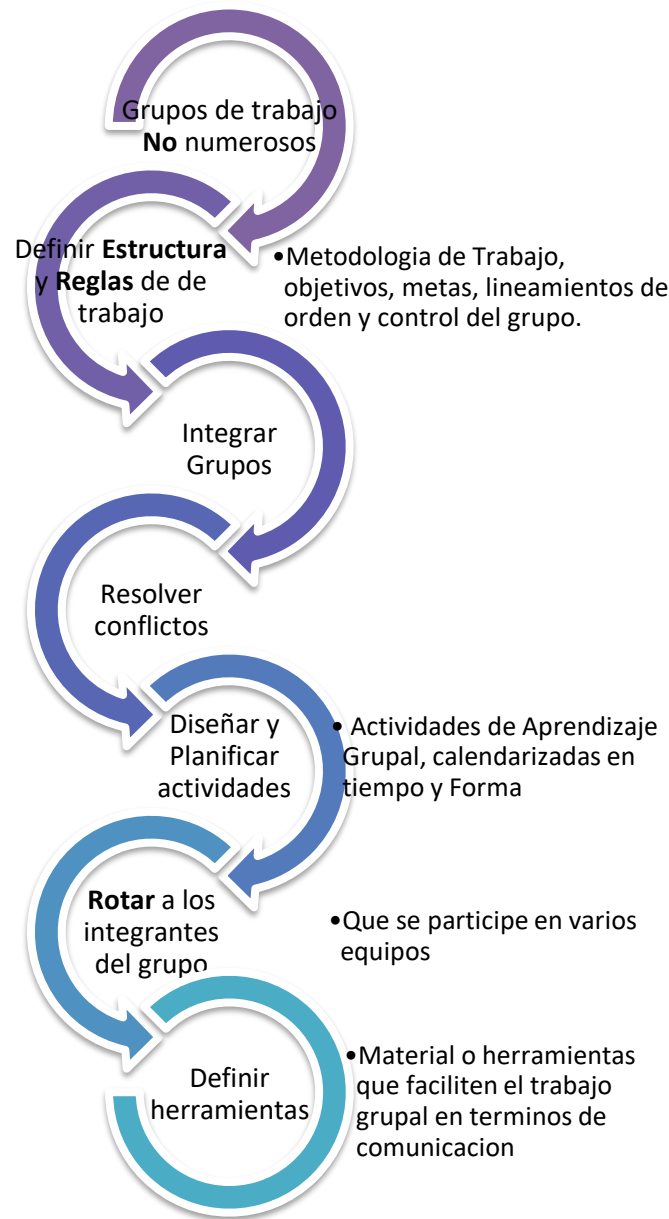 Grupos de trabajo
No numerosos
Definir Estructura
y Reglas de de
trabajo
•Metodologia de Trabajo,
objetivos, metas, lineamientos de
orden y control del grupo.
Integrar
Grupos
Resolver
conflictos
Diseñar y
Planificar
actividades
• Actividades de Aprendizaje
Grupal, calendarizadas en
tiempo y Forma
Rotar a los
integrantes
del grupo
•Que se participe en varios
equipos
Definir
herramientas
•Material o herramientas
que faciliten el trabajo
grupal en terminos de
comunicacion